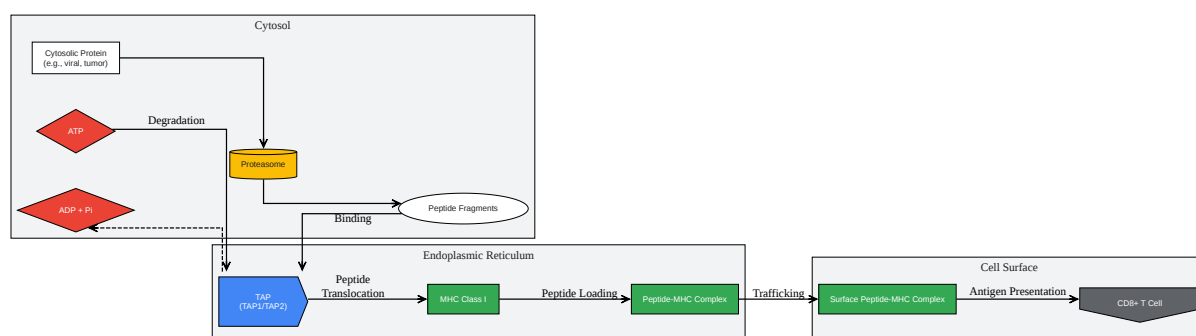 Cytosol
Cytosolic Protein
(e.g., viral, tumor)
ATP
Degradation
Proteasome
ADP + Pi
Peptide Fragments
Binding
Endoplasmic Reticulum
TAP
(TAP1/TAP2)
Peptide
Translocation
MHC Class I
Peptide Loading
Peptide-MHC Complex
Trafficking
Cell Surface
Surface Peptide-MHC Complex
Antigen Presentation
CD8+ T Cell